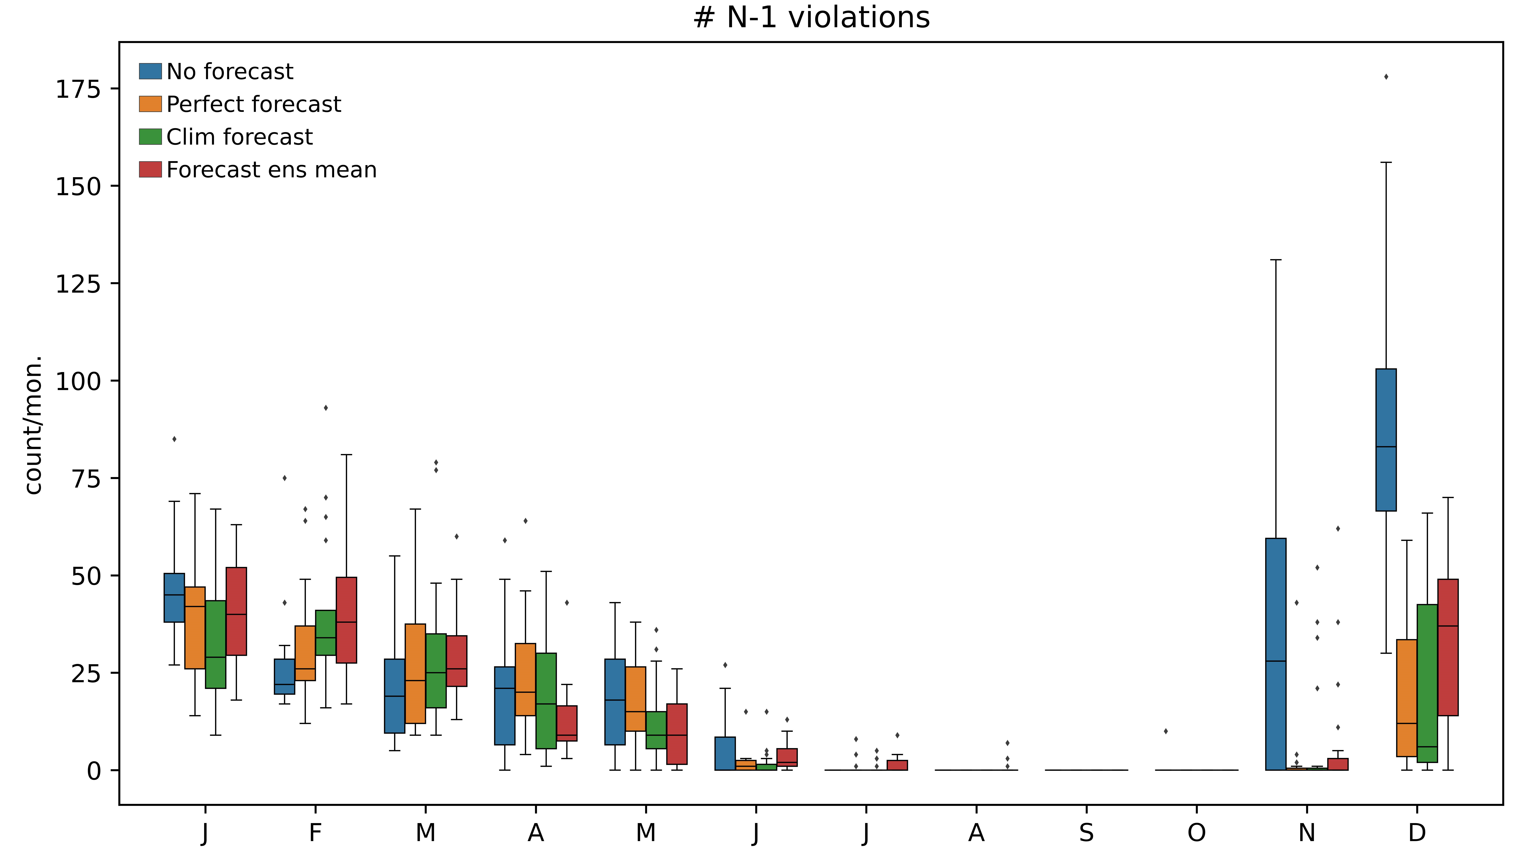 # N-1 violations
No forecast
Perfect forecast
Clim forecast
Forecast ens mean
count/mon.
175
150
125
100
75
50
25
0
J F M A M J J A S O N D